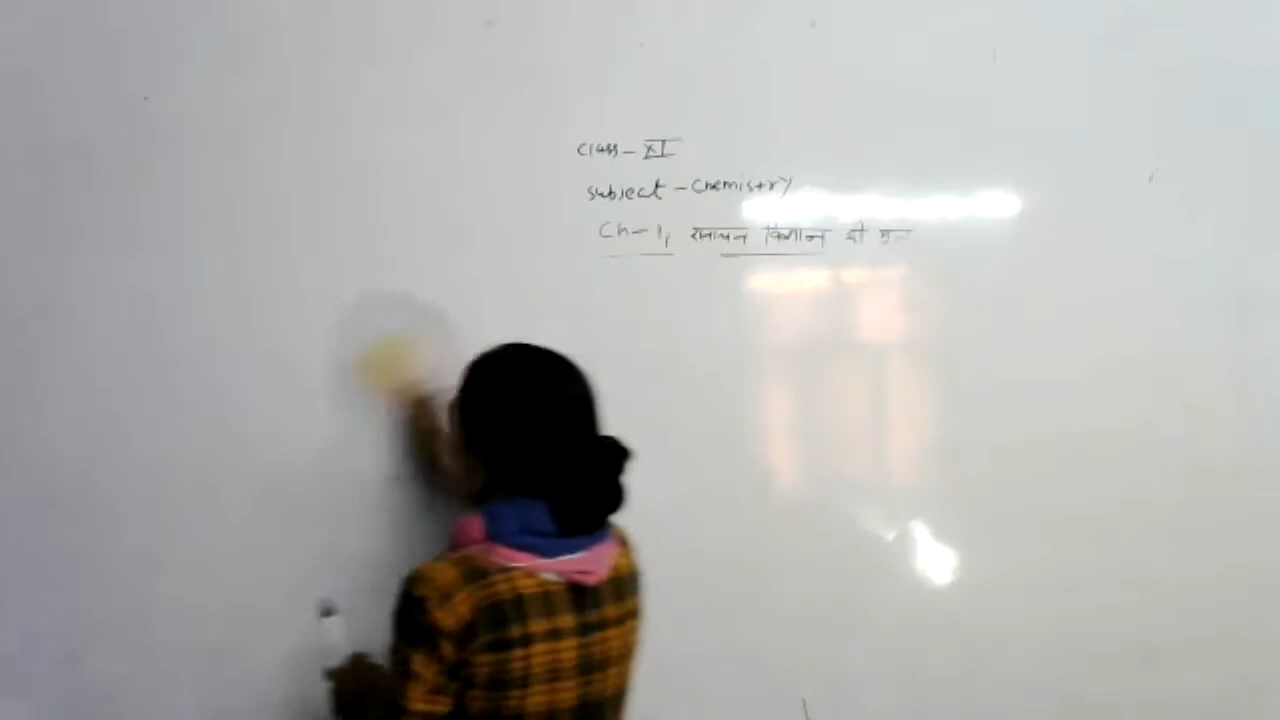 Class - XI
Subject - Chemistry
Ch-1, रसायन विज्ञान की मूल